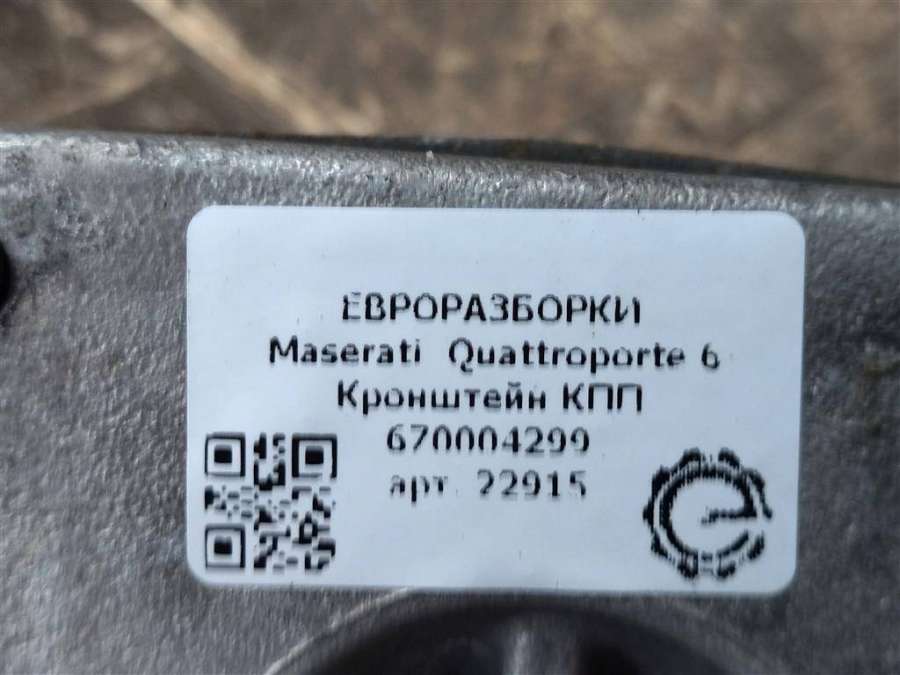 ЕВРОРАЗБОРКИ
Maserati Quattroporte 6
Кронштейн КПП
670004299
арт. 22915